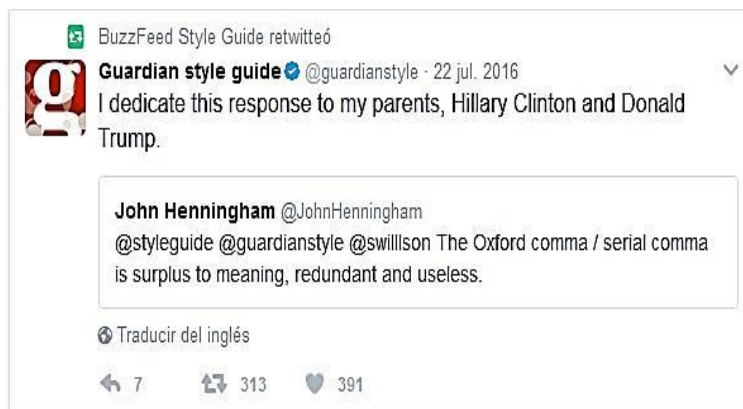 BuzzFeed Style Guide retwitteó
Guardian style guide @guardianstyle · 22 jul. 2016
I dedicate this response to my parents, Hillary Clinton and Donald
Trump.
John Henningham @JohnHenningham
@styleguide @guardianstyle @swilllson The Oxford comma / serial comma
is surplus to meaning, redundant and useless.
Traducir del inglés
7 313 391